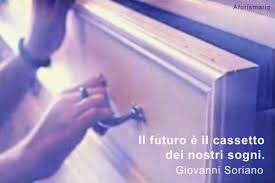 Aforismario
Il futuro è il cassetto
dei nostri sogni.
Giovanni Soriano